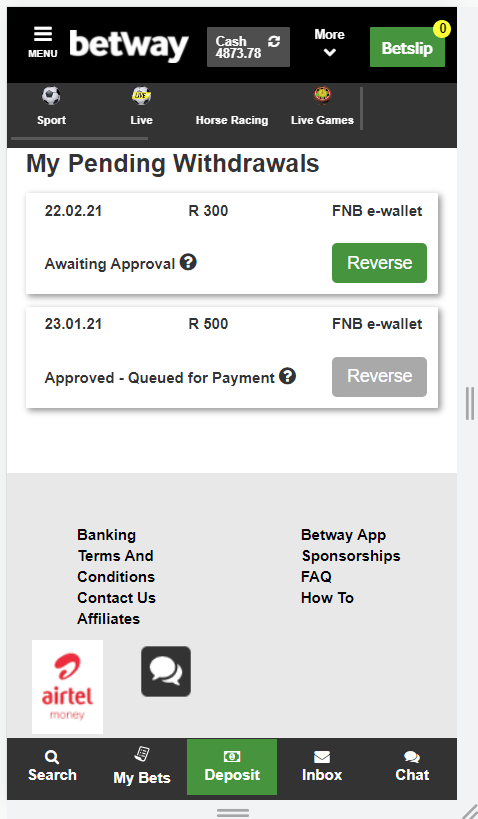 MENU
betway
Cash
4873.78
More
Betslip
0
Sport
LIVE
Live
Horse Racing
Live Games
My Pending Withdrawals
22.02.21 R 300 FNB e-wallet
Awaiting Approval ? Reverse
23.01.21 R 500 FNB e-wallet
Approved - Queued for Payment ? Reverse
Banking
Terms And
Conditions
Contact Us
Affiliates
Betway App
Sponsorships
FAQ
How To
airtel
money
Search
My Bets
Deposit
Inbox
Chat